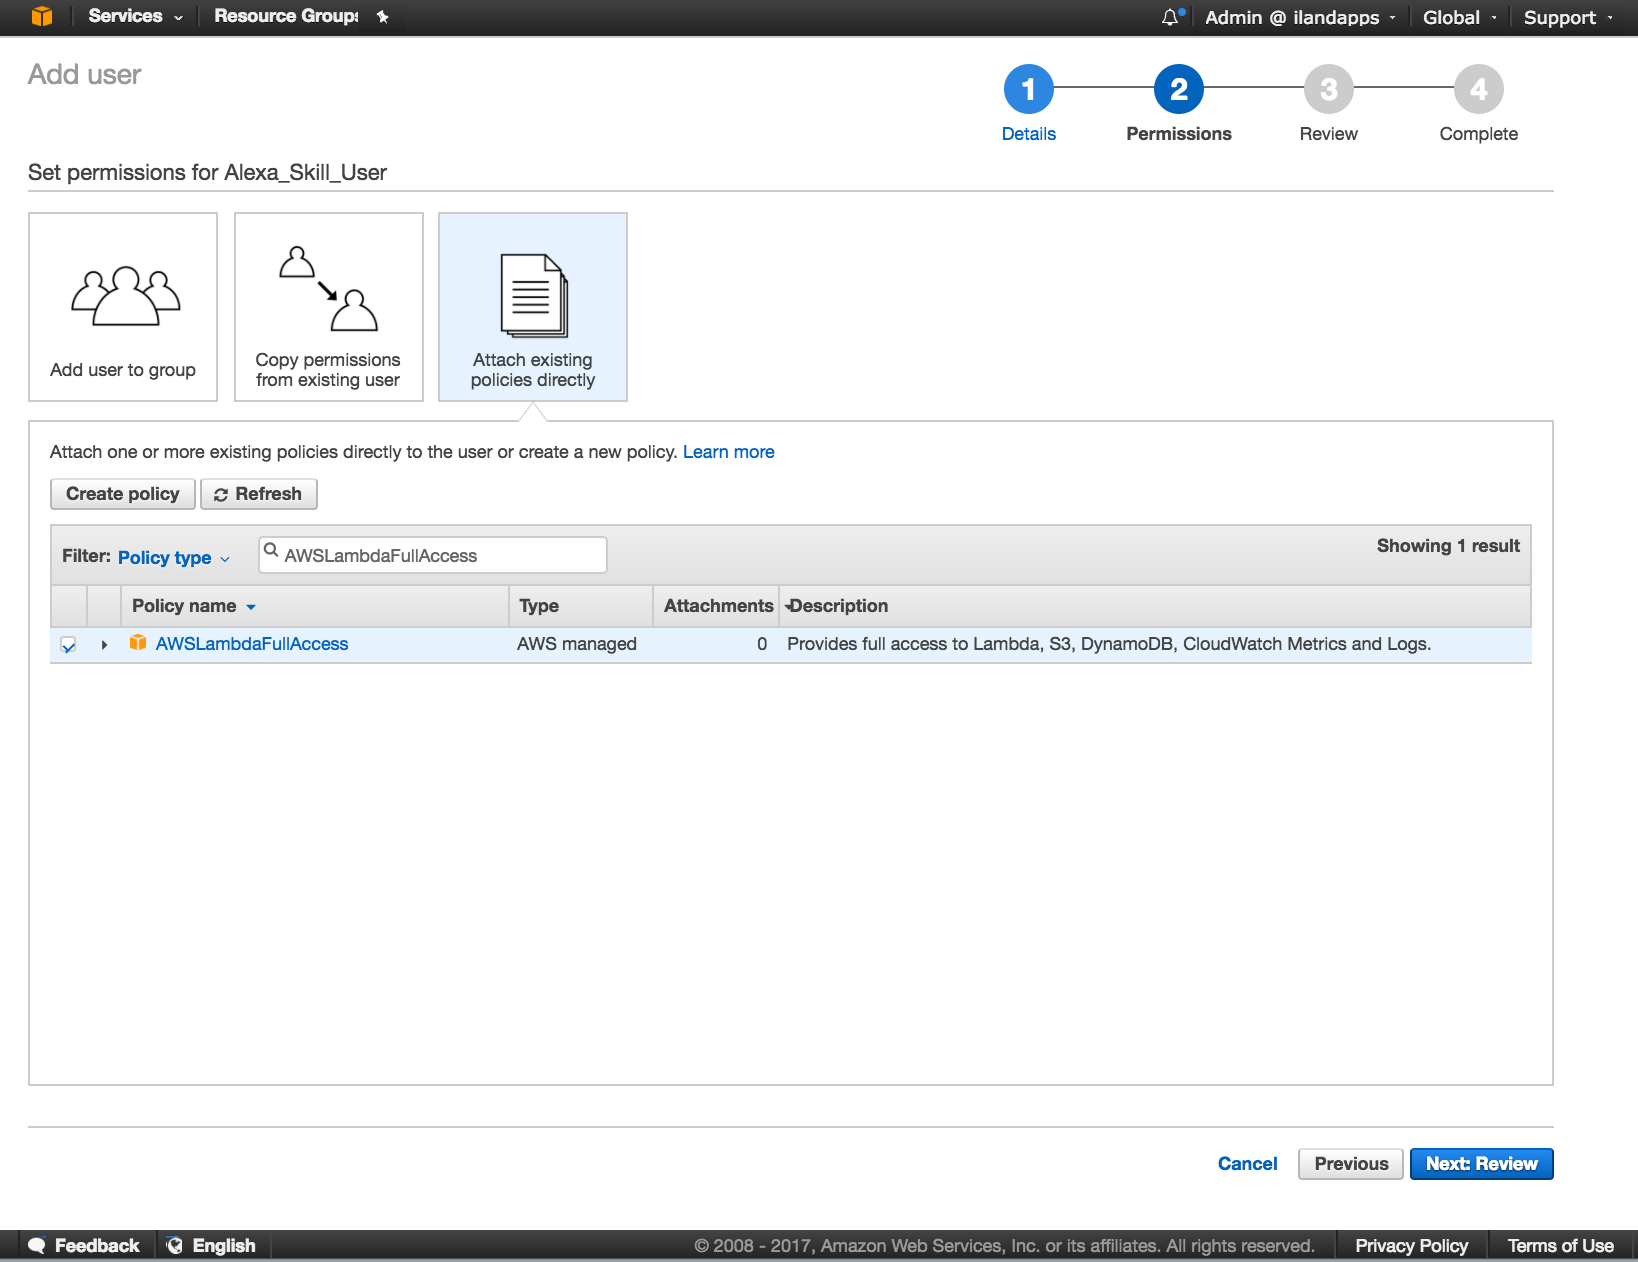 Services Resource Groups Admin @ ilandapps Global Support
Add user
1 2 3 4
Details Permissions Review Complete
Set permissions for Alexa_Skill_User
Add user to group
Copy permissions
from existing user
Attach existing
policies directly
Attach one or more existing policies directly to the user or create a new policy. Learn more
Create policy Refresh
Filter: Policy type AWSLambdaFullAccess Showing 1 result
Policy name Type Attachments Description
AWSLambdaFullAccess AWS managed 0 Provides full access to Lambda, S3, DynamoDB, CloudWatch Metrics and Logs.
Cancel Previous Next: Review
Feedback English © 2008 - 2017, Amazon Web Services, Inc. or its affiliates. All rights reserved. Privacy Policy Terms of Use